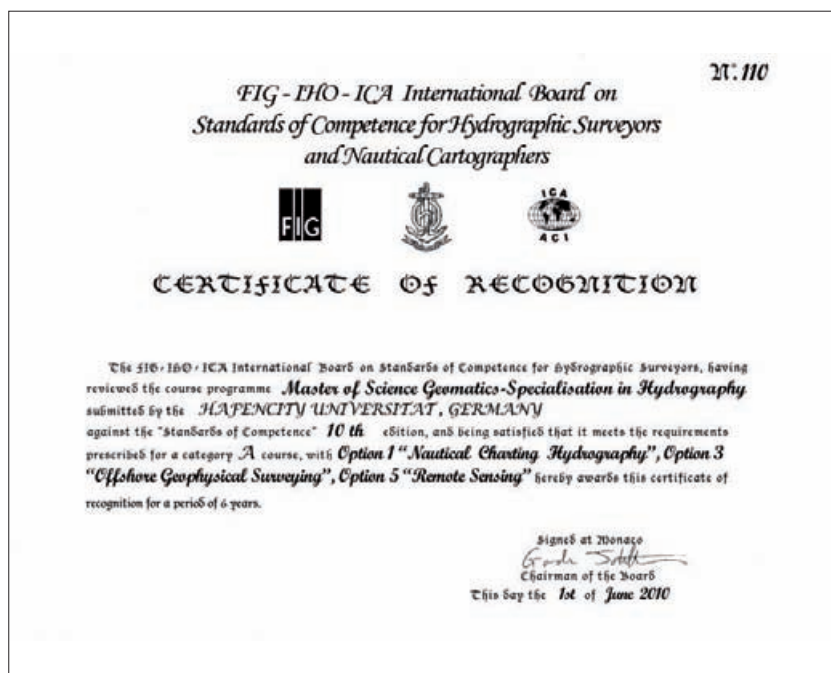 N°. 110
FIG - IHO - ICA International Board on
Standards of Competence for Hydrographic Surveyors
and Nautical Cartographers
FIG
ICA
ACI
CERTIFICATE OF RECOGNITION
The FIG-IHO-ICA International Board on Standards of Competence for Hydrographic Surveyors, having
reviewed the course programme Master of Science Geomatics-Specialisation in Hydrography
submitted by the HAFENCITY UNIVERSITAT, GERMANY
against the "Standards of Competence" 10 th edition, and being satisfied that it meets the requirements
prescribed for a category A course, with Option 1 "Nautical Charting Hydrography", Option 3
"Offshore Geophysical Surveying", Option 5 "Remote Sensing" hereby awards this certificate of
recognition for a period of 6 years.
Signed at Monaco
Chairman of the Board
This day the 1st of June 2010